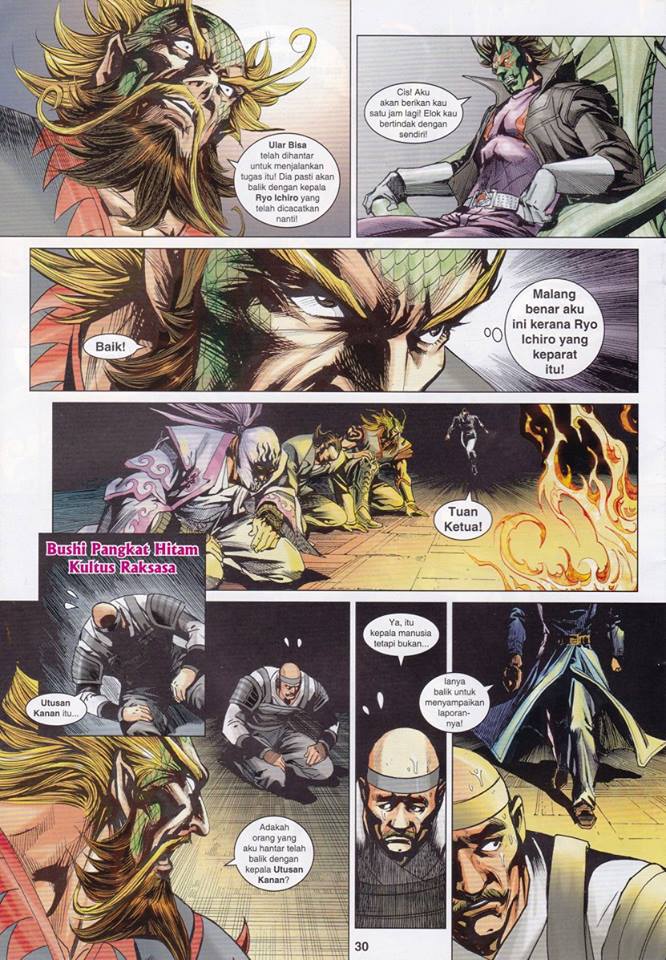 Ular Bisa
telah dihantar
untuk menjalankan
tugas itu! Dia pasti akan
balik dengan kepala
Ryo Ichiro yang
telah dicacatkan
nanti!
Cis! Aku
akan berikan kau
satu jam lagi! Elok kau
bertindak dengan
sendiri!
Baik!
Malang
benar aku
ini kerana Ryo
Ichiro yang
keparat
itu!
Tuan
Ketua!
Bushi Pangkat Hitam
Kultus Raksasa
Utusan
Kanan itu...
Adakah
orang yang
aku hantar telah
balik dengan
kepala Utusan
Kanan?
Ya, itu
kepala manusia
tetapi bukan...
Ianya
balik untuk
menyampaikan
laporan-
nya!
30